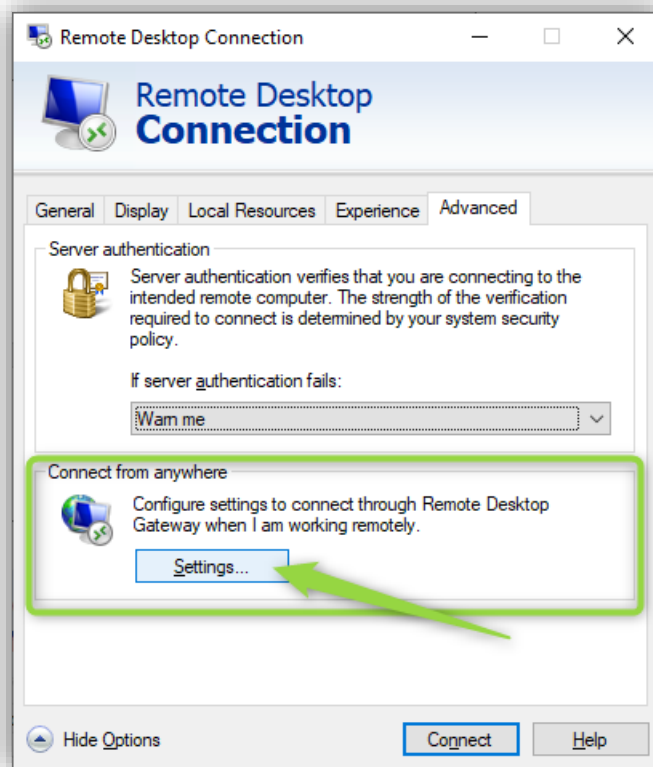 Remote Desktop Connection
Remote Desktop
Connection
General Display Local Resources Experience Advanced
Server authentication
Server authentication verifies that you are connecting to the
intended remote computer. The strength of the verification
required to connect is determined by your system security
policy.
If server authentication fails:
Warn me
Connect from anywhere
Configure settings to connect through Remote Desktop
Gateway when I am working remotely.
Settings...
Hide Options Connect Help